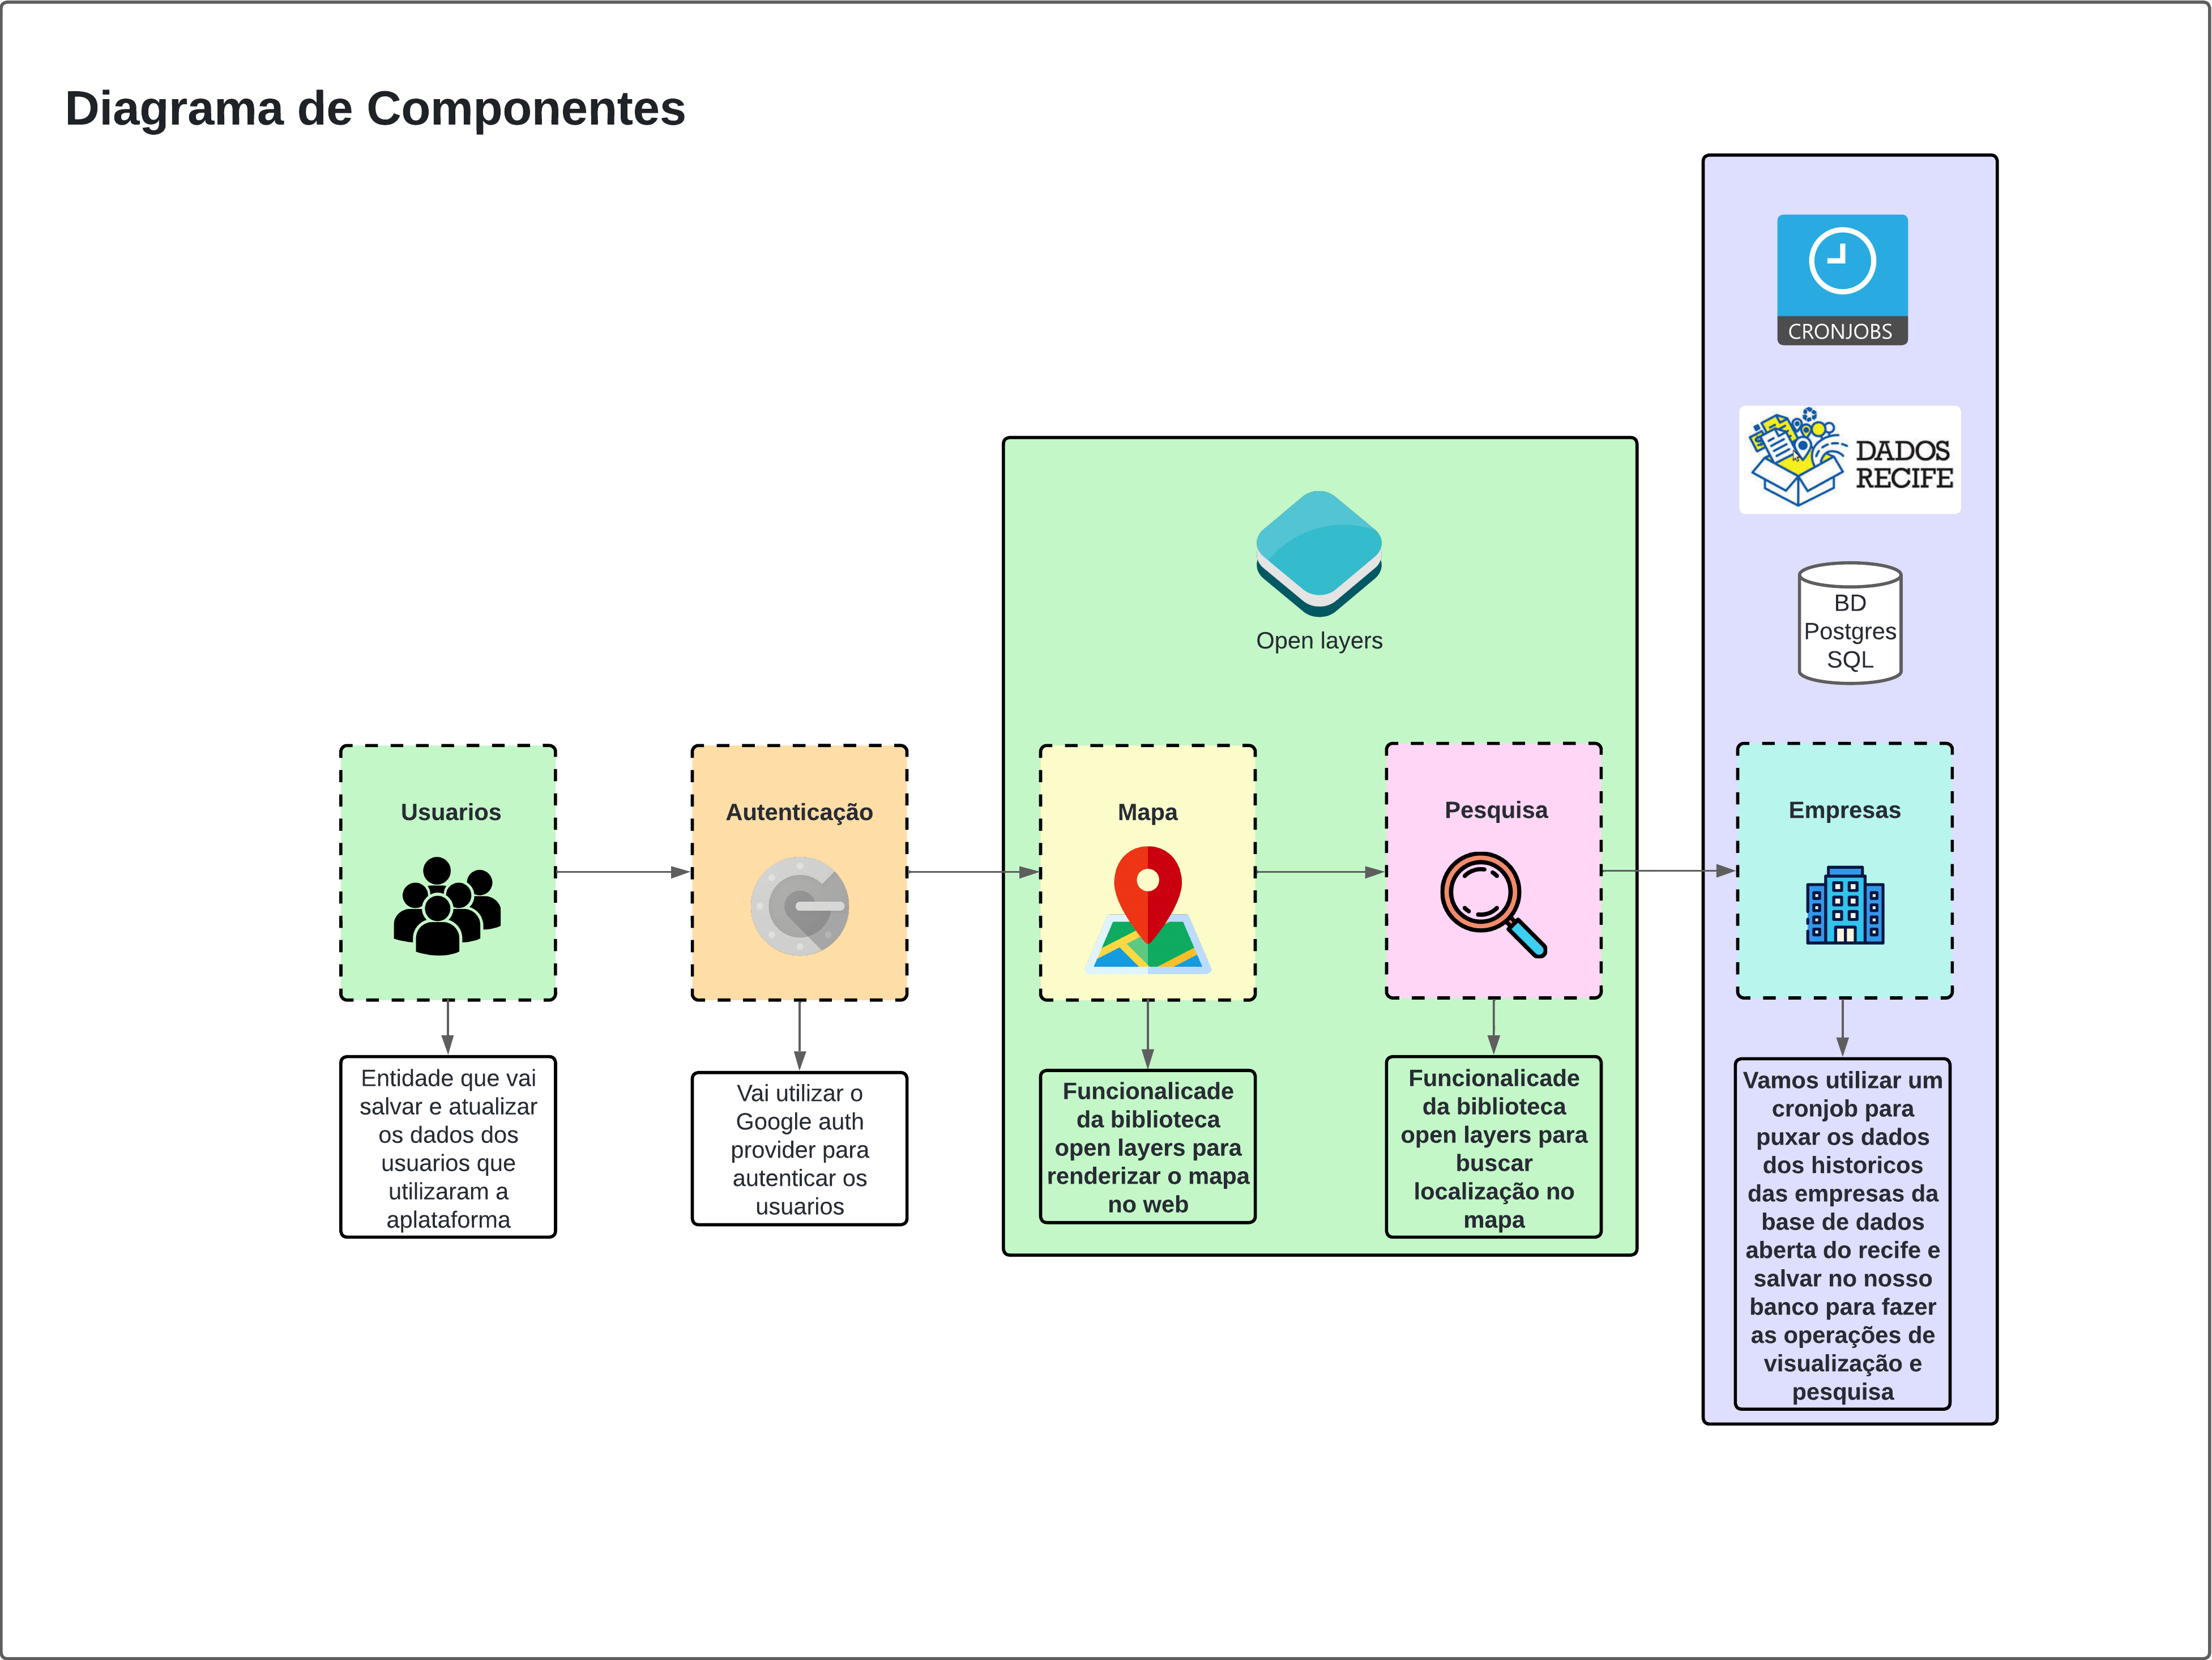 Diagrama de Componentes
CRONJOBS
DADOS
RECIFE
BD
Postgres
SQL
Open layers
Usuarios
Autenticação
Mapa
Pesquisa
Empresas
Entidade que vai
salvar e atualizar
os dados dos
usuarios que
utilizaram a
aplataforma
Vai utilizar o
Google auth
provider para
autenticar os
usuarios
Funcionalicade
da biblioteca
open layers para
renderizar o mapa
no web
Funcionalicade
da biblioteca
open layers para
buscar
localização no
mapa
Vamos utilizar um
cronjob para
puxar os dados
dos historicos
das empresas da
base de dados
aberta do recife e
salvar no nosso
banco para fazer
as operações de
visualização e
pesquisa